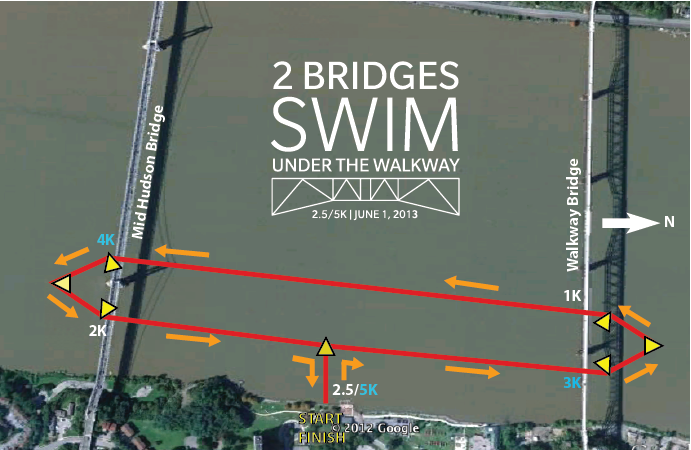 2 BRIDGES
SWIM
UNDER THE WALKWAY
2.5/5K | JUNE 1, 2013
Mid Hudson Bridge
Walkway Bridge
N
4K
1K
2K
3K
2.5/5K
START
FINISH
© 2012 Google